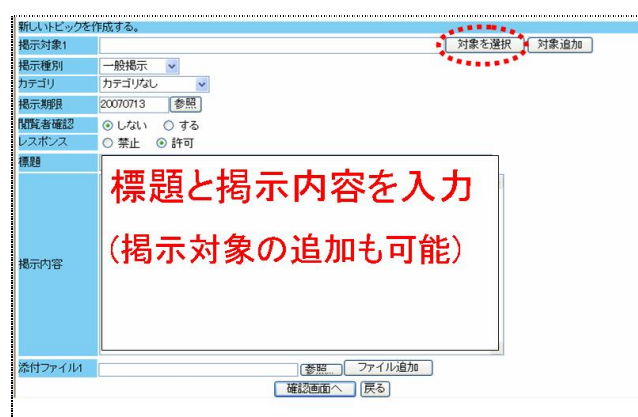 新しいトピックを作成する。
掲示対象1 対象を選択 対象追加
掲示種別 一般掲示
カテゴリ カテゴリなし
掲示期限 20070713 参照
閲覧者確認 しない する
レスポンス 禁止 許可
標題
標題と掲示内容を入力
(掲示対象の追加も可能)
掲示内容
添付ファイル1 参照... ファイル追加
確認画面へ 戻る